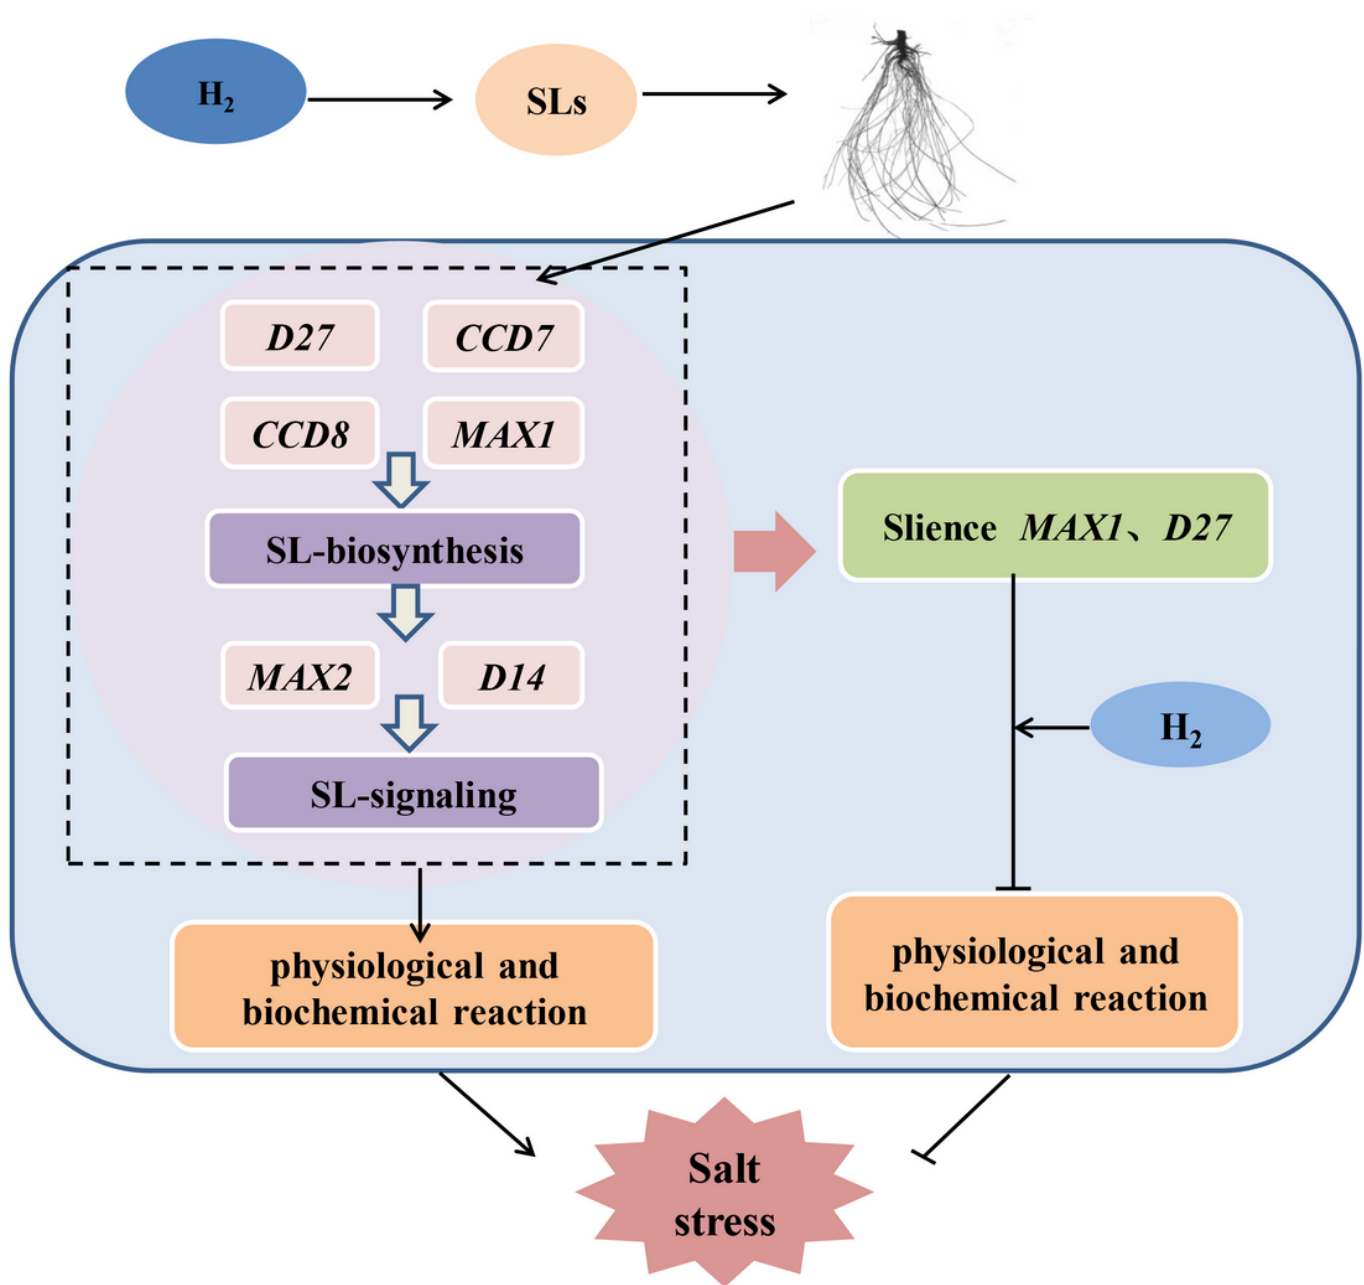 H₂
SLs
D27
CCD7
CCD8
MAX1
SL-biosynthesis
MAX2
D14
SL-signaling
physiological and
biochemical reaction
Slience MAX1、D27
H₂
physiological and
biochemical reaction
Salt
stress